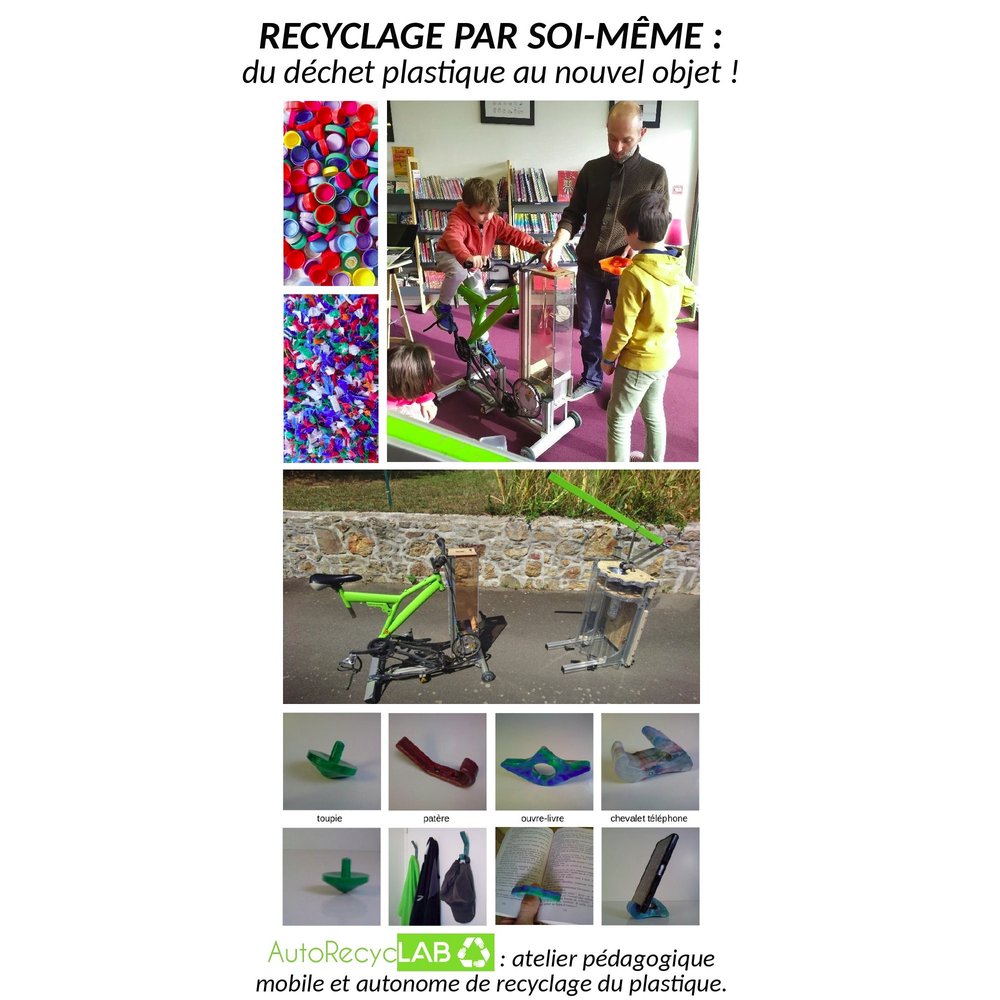 RECYCLAGE PAR SOI-MÊME :
du déchet plastique au nouvel objet !
toupie
patère
ouvre-livre
chevalet téléphone
AutoRecycLAB : atelier pédagogique
mobile et autonome de recyclage du plastique.